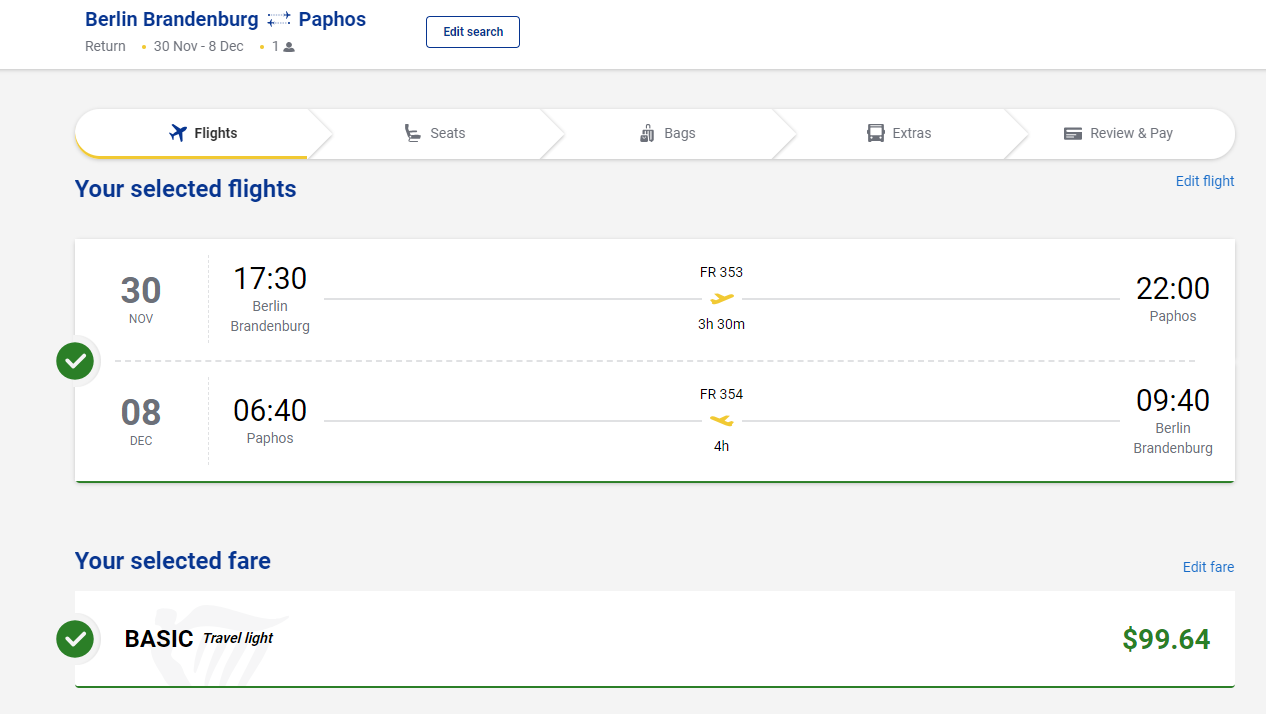 Berlin Brandenburg Paphos
Return • 30 Nov - 8 Dec • 1
Edit search
Flights
Seats
Bags
Extras
Review & Pay
Your selected flights
Edit flight
30
NOV
17:30
Berlin
Brandenburg
FR 353
3h 30m
22:00
Paphos
08
DEC
06:40
Paphos
FR 354
4h
09:40
Berlin
Brandenburg
Your selected fare
Edit fare
BASIC Travel light
$99.64